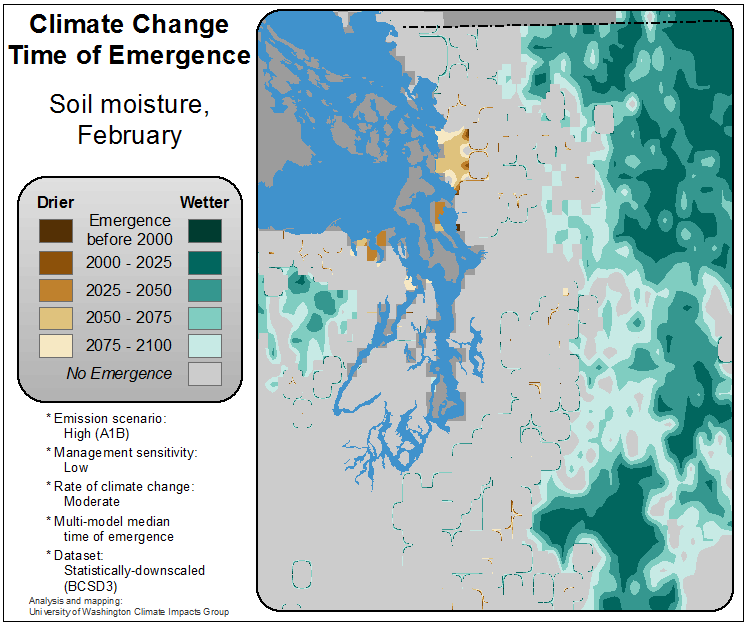 Climate Change
Time of Emergence
Soil moisture,
February
Drier Wetter
Emergence
before 2000
2000 - 2025
2025 - 2050
2050 - 2075
2075 - 2100
No Emergence
* Emission scenario:
High (A1B)
* Management sensitivity:
Low
* Rate of climate change:
Moderate
* Multi-model median
time of emergence
* Dataset:
Statistically-downscaled
(BCSD3)
Analysis and mapping:
University of Washington Climate Impacts Group